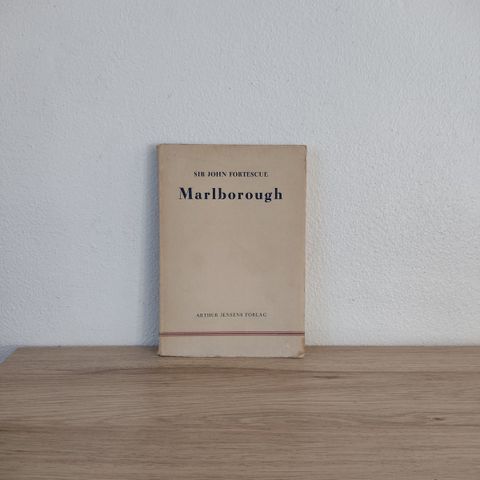 SIR JOHN FORTESCUE
Marlborough
ARTHUR JENSENS FORLAG